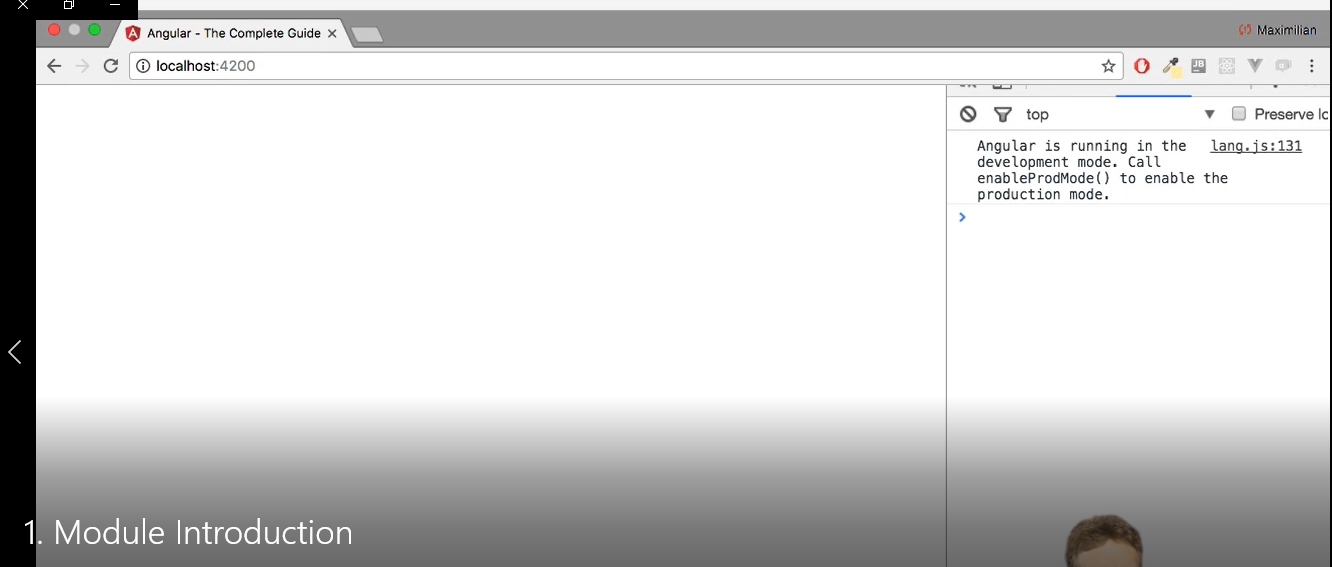 Angular - The Complete Guide
Maximilian
localhost:4200
top
Preserve lo
Angular is running in the lang.js:131
development mode. Call
enableProdMode() to enable the
production mode.
1. Module Introduction